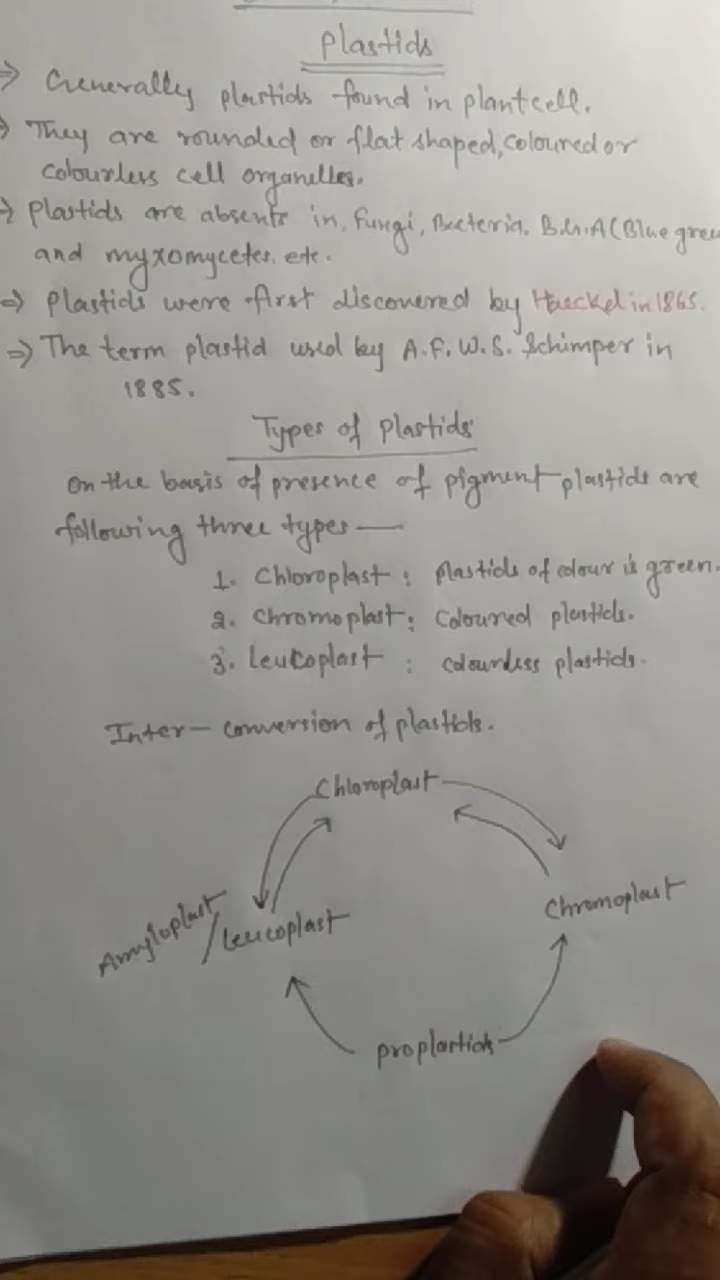 Plastids
⇒ Generally plastids found in plant cell.
⇒ They are rounded or flat shaped, coloured or
colourless cell organelles.
⇒ Plastids are absents in, Fungi, Bacteria, B.G.A (Blue gree
and myxomycetes. etc.
⇒ Plastids were first discovered by Haeckel in 1865.
⇒ The term plastid used by A.F.W.S. Schimper in
1885.
Types of Plastids
On the basis of presence of pigment plastids are
following three types —
1. Chloroplast : Plastids of colour is green.
2. Chromoplast : Coloured plastids.
3. Leucoplast : colourless plastids.
Inter - conversion of plastids.
Chloroplast
Chromoplast
Amyloplast
/Leucoplast
proplastids